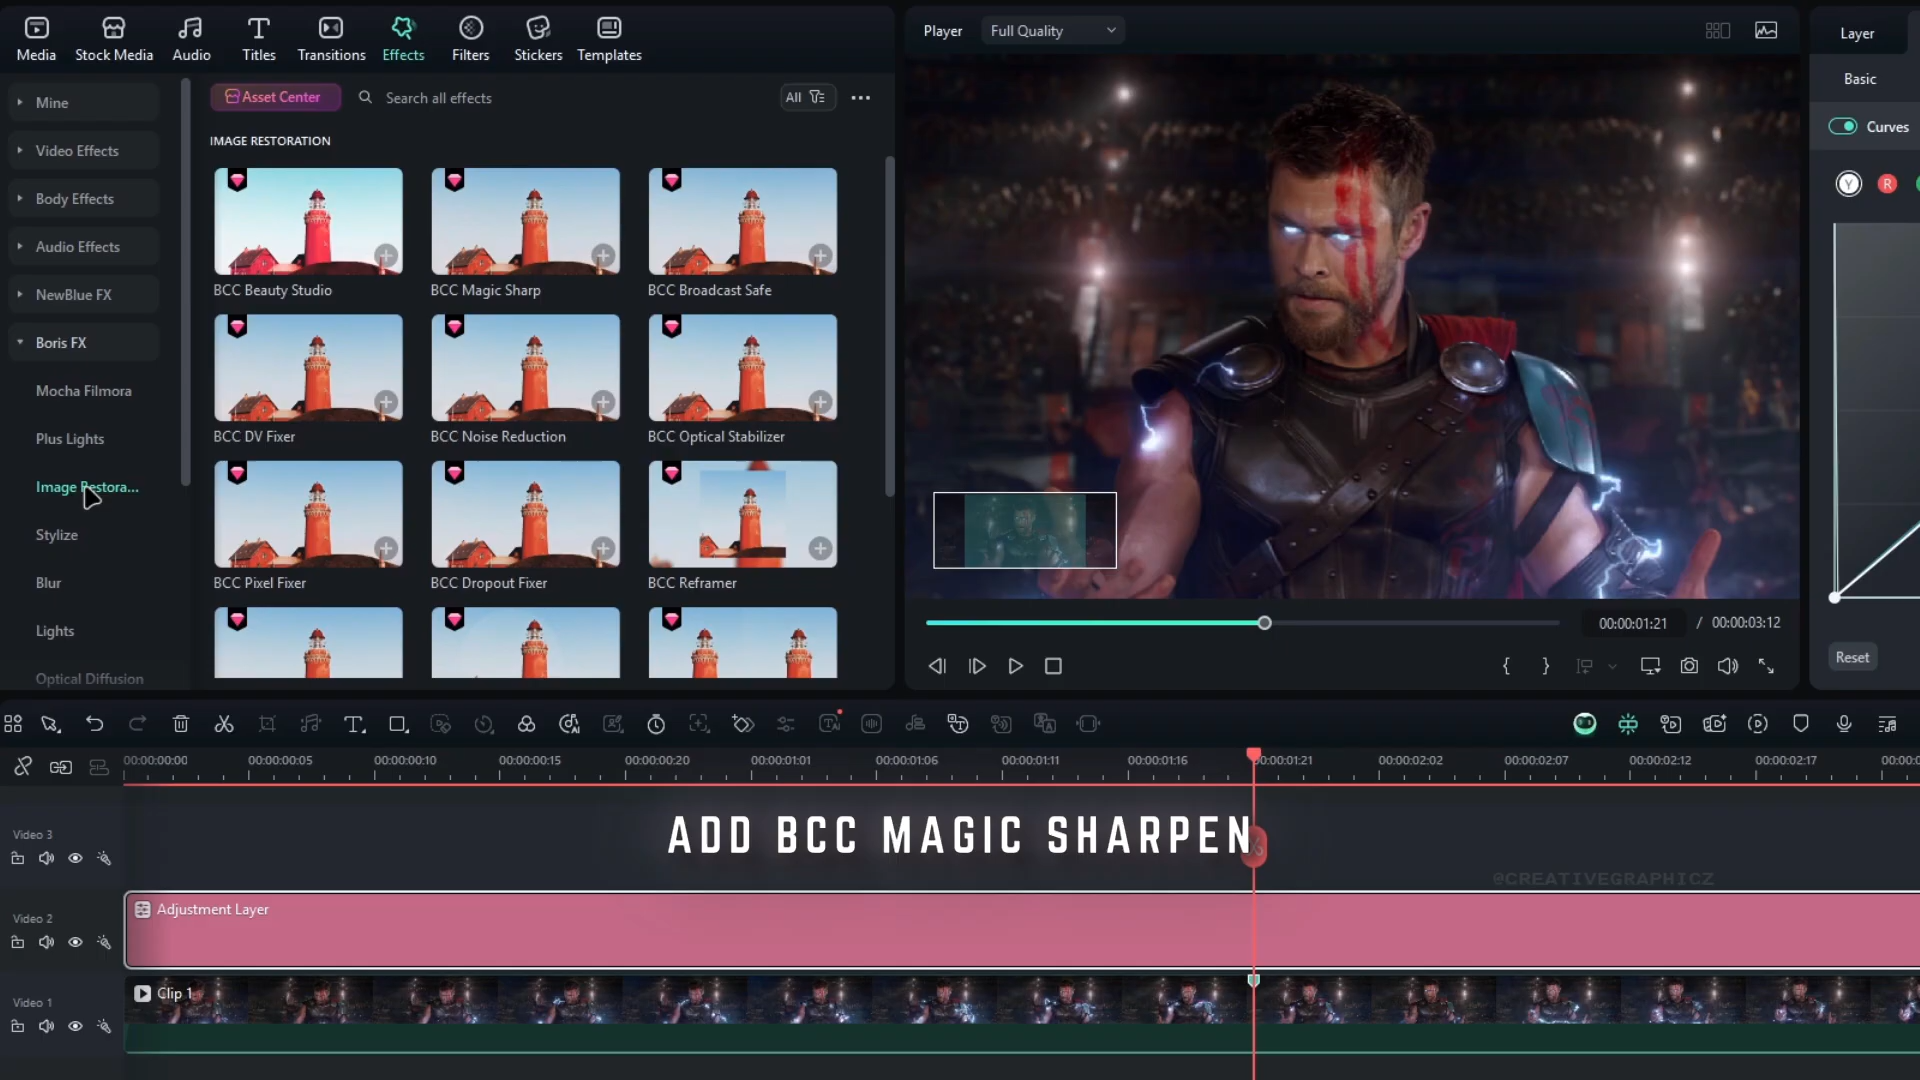 Media
Stock Media
Audio
Titles
Transitions
Effects
Filters
Stickers
Templates
Mine
Video Effects
Body Effects
Audio Effects
NewBlue FX
Boris FX
Mocha Filmora
Plus Lights
Image Restora...
Stylize
Blur
Lights
Optical Diffusion
Asset Center
Search all effects
All
IMAGE RESTORATION
BCC Beauty Studio
BCC Magic Sharp
BCC Broadcast Safe
BCC DV Fixer
BCC Noise Reduction
BCC Optical Stabilizer
BCC Pixel Fixer
BCC Dropout Fixer
BCC Reframer
Player
Full Quality
00:00:01:21 / 00:00:03:12
Layer
Basic
Curves
Y R
Reset
00:00:00:00 00:00:00:05 00:00:00:10 00:00:00:15 00:00:00:20 00:00:01:01 00:00:01:06 00:00:01:11 00:00:01:16 00:00:01:21 00:00:02:02 00:00:02:07 00:00:02:12 00:00:02:17
Video 3
ADD BCC MAGIC SHARPEN
@CREATIVEGRAPHICZ
Video 2
Adjustment Layer
Video 1
Clip 1